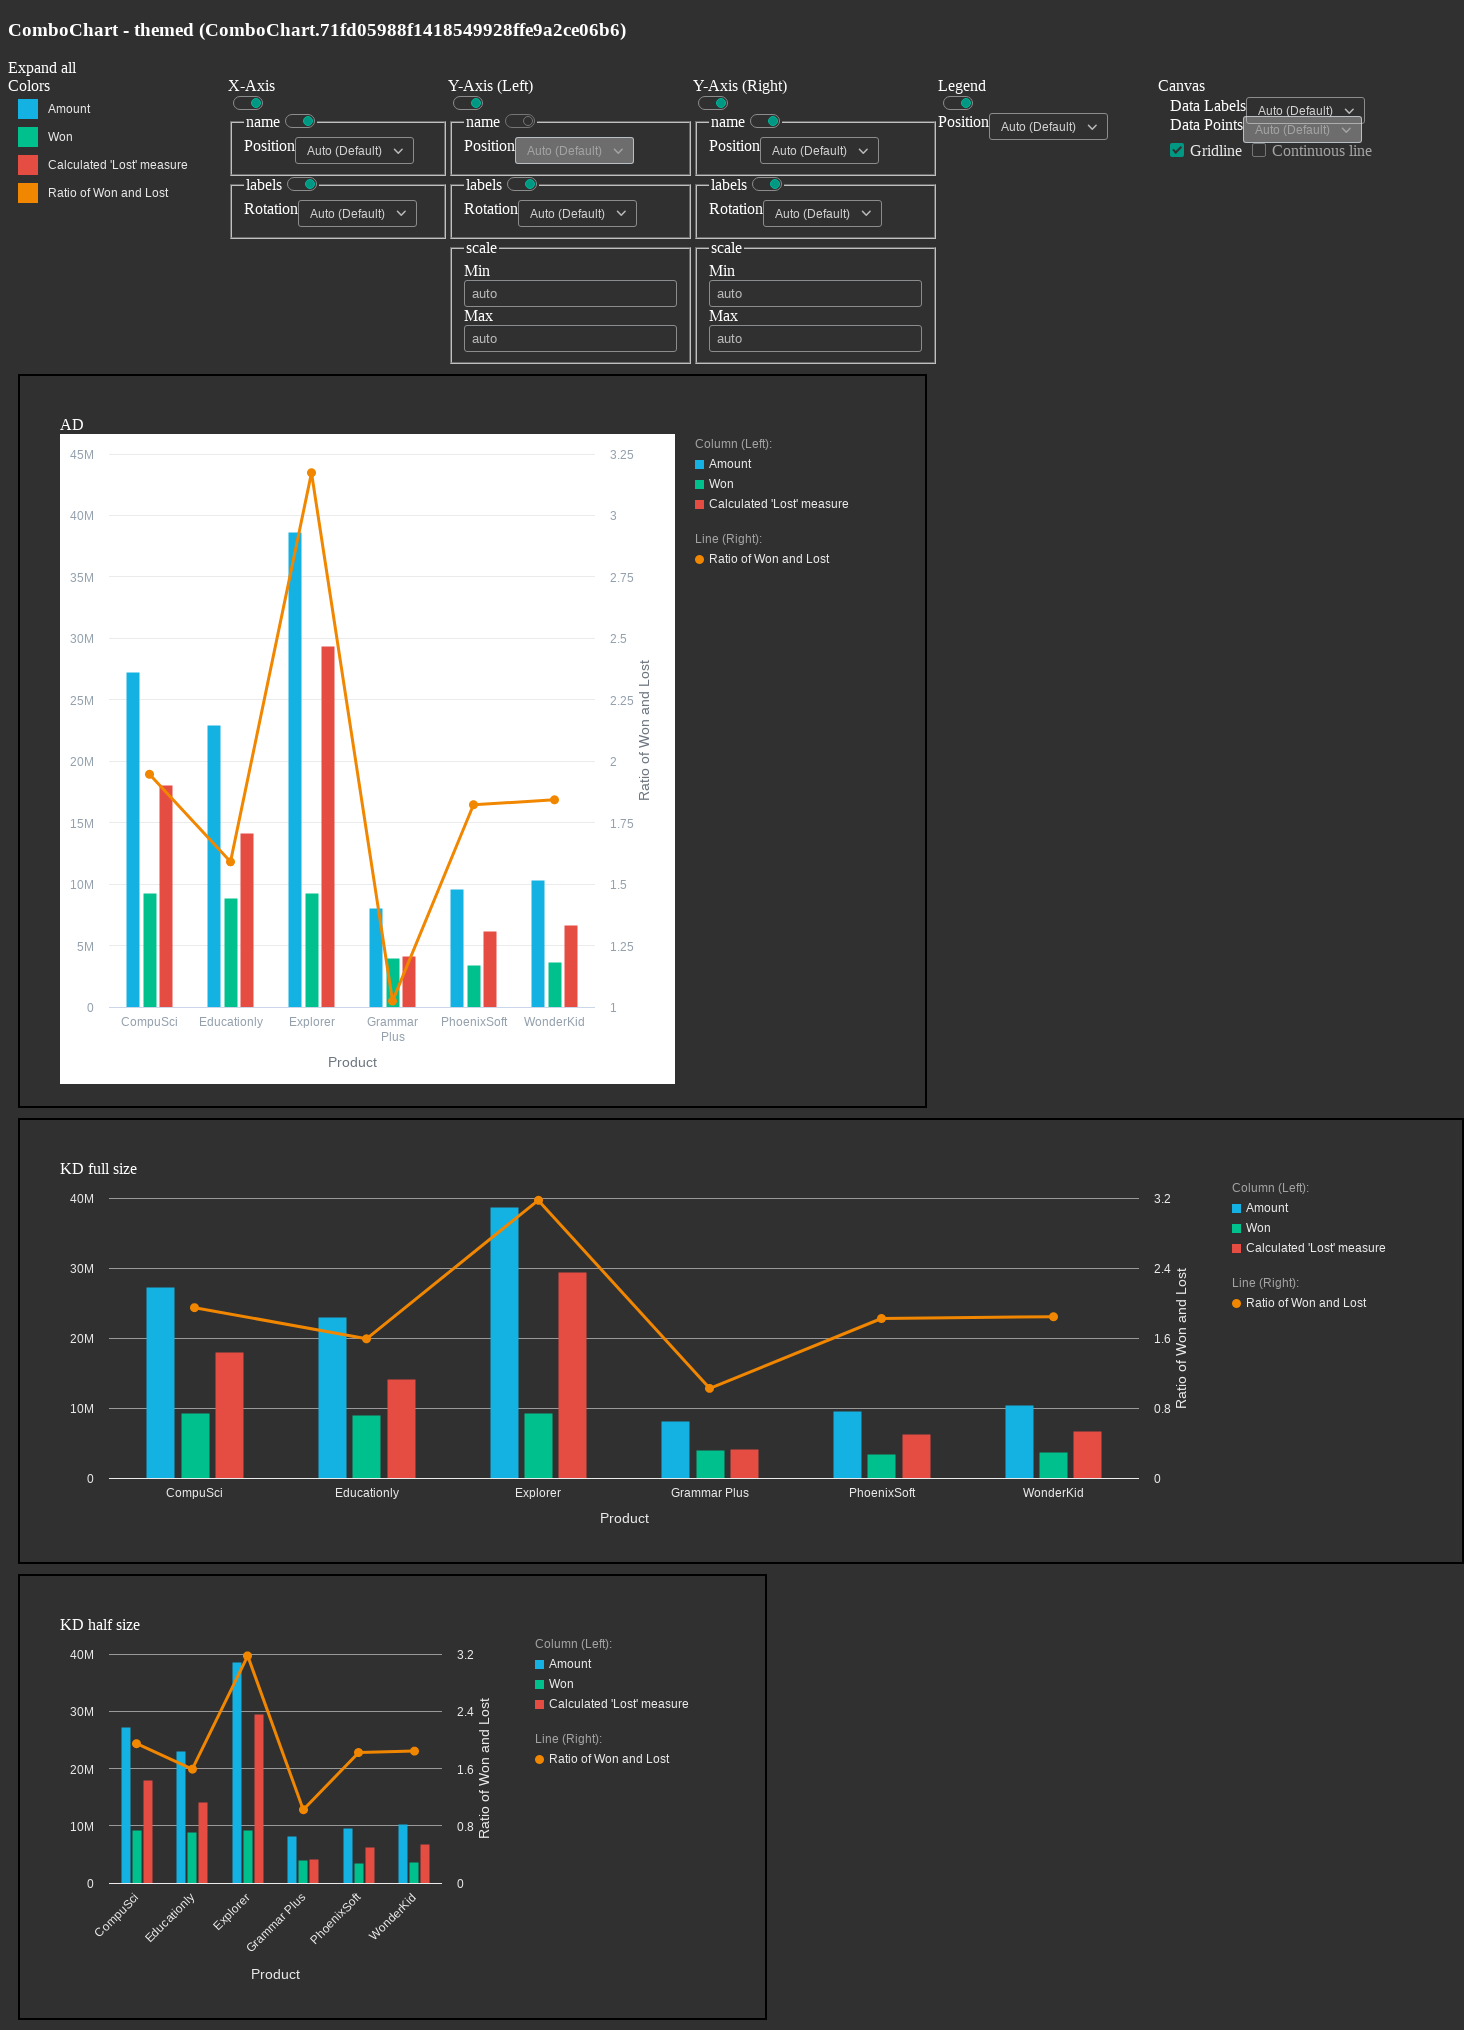 ComboChart - themed (ComboChart.71fd05988f1418549928ffe9a2ce06b6)
Expand all
Colors
Amount
Won
Calculated 'Lost' measure
Ratio of Won and Lost
X-Axis
name
Position Auto (Default)
labels
Rotation Auto (Default)
Y-Axis (Left)
name
Position Auto (Default)
labels
Rotation Auto (Default)
scale
Min
auto
Max
auto
Y-Axis (Right)
name
Position Auto (Default)
labels
Rotation Auto (Default)
scale
Min
auto
Max
auto
Legend
Position Auto (Default)
Canvas
Data Labels Auto (Default)
Data Points Auto (Default)
Gridline Continuous line
AD
45M
40M
35M
30M
25M
20M
15M
10M
5M
0
3.25
3
2.75
2.5
2.25
2
1.75
1.5
1.25
1
Ratio of Won and Lost
CompuSci
Educationly
Explorer
Grammar
Plus
PhoenixSoft
WonderKid
Product
Column (Left):
Amount
Won
Calculated 'Lost' measure
Line (Right):
Ratio of Won and Lost
KD full size
40M
30M
20M
10M
0
3.2
2.4
1.6
0.8
0
Ratio of Won and Lost
CompuSci
Educationly
Explorer
Grammar Plus
PhoenixSoft
WonderKid
Product
Column (Left):
Amount
Won
Calculated 'Lost' measure
Line (Right):
Ratio of Won and Lost
KD half size
40M
30M
20M
10M
0
3.2
2.4
1.6
0.8
0
Ratio of Won and Lost
CompuSci
Educationly
Explorer
Grammar Plus
PhoenixSoft
WonderKid
Product
Column (Left):
Amount
Won
Calculated 'Lost' measure
Line (Right):
Ratio of Won and Lost